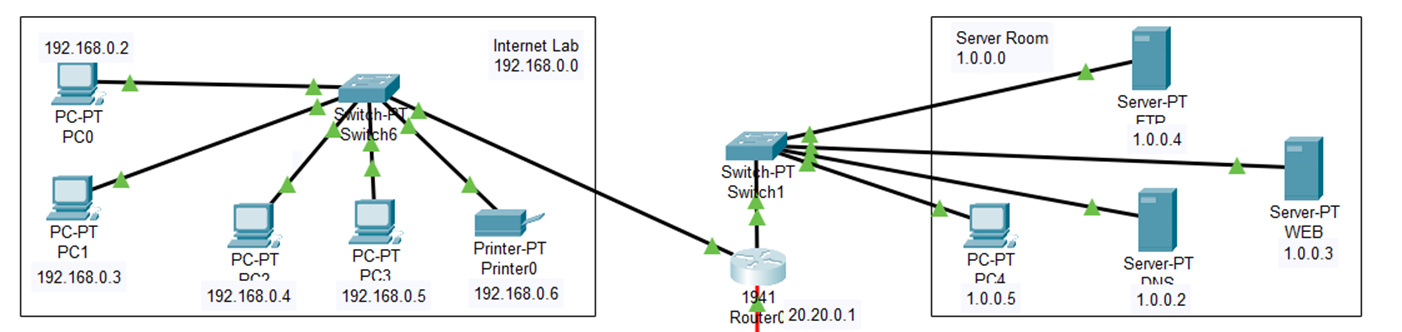 192.168.0.2
PC-PT
PC0
PC-PT
PC1
192.168.0.3
PC-PT
PC2
192.168.0.4
PC-PT
PC3
192.168.0.5
Printer-PT
Printer0
192.168.0.6
Switch-PT
Switch6
Internet Lab
192.168.0.0
Switch-PT
Switch1
1941
Router0
20.20.0.1
Server Room
1.0.0.0
Server-PT
FTP
1.0.0.4
Server-PT
WEB
1.0.0.3
PC-PT
PC4
1.0.0.5
Server-PT
DNS
1.0.0.2